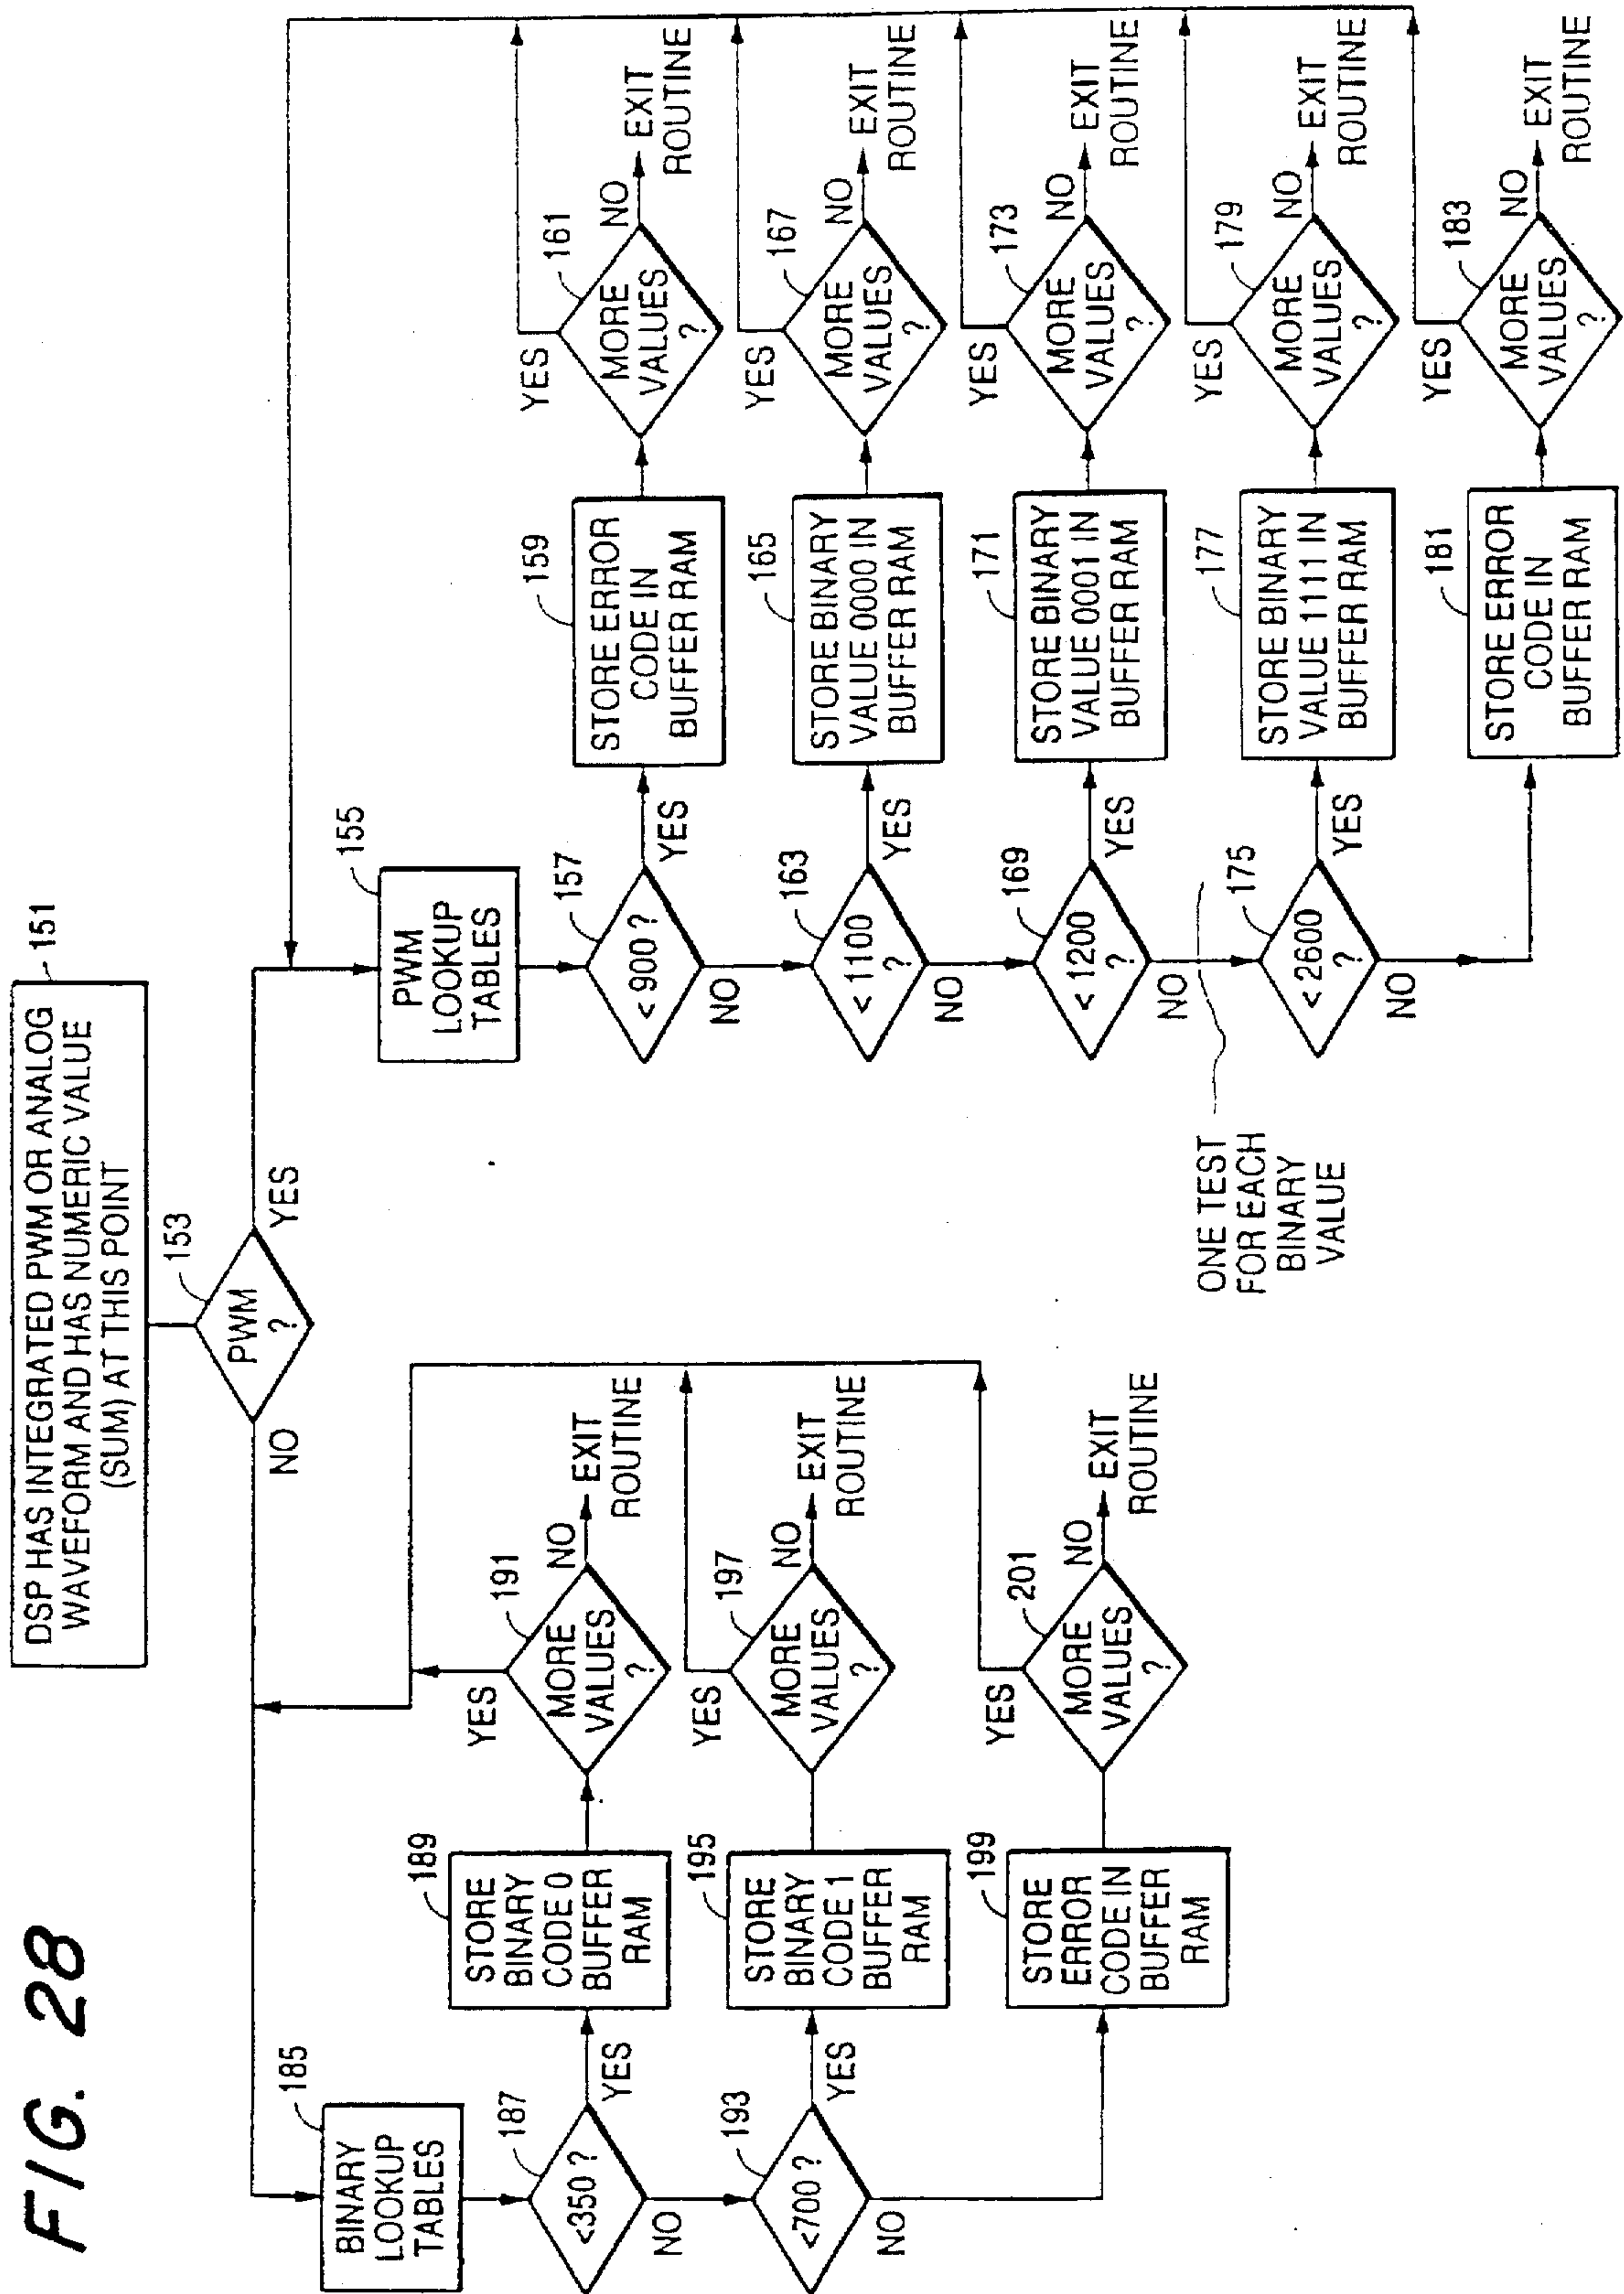 FIG. 28
DSP HAS INTEGRATED PWM OR ANALOG
WAVEFORM AND HAS NUMERIC VALUE
(SUM) AT THIS POINT
151
PWM
?
153
NO
YES
BINARY
LOOKUP
TABLES
185
<350 ?
187
YES
NO
STORE
BINARY
CODE 0
BUFFER
RAM
189
MORE
VALUES
?
191
YES
NO
EXIT
ROUTINE
<700 ?
193
YES
NO
STORE
BINARY
CODE 1
BUFFER
RAM
195
MORE
VALUES
?
197
YES
NO
EXIT
ROUTINE
STORE
ERROR
CODE IN
BUFFER
RAM
199
MORE
VALUES
?
201
YES
NO
EXIT
ROUTINE
PWM
LOOKUP
TABLES
155
< 900 ?
157
YES
NO
STORE ERROR
CODE IN
BUFFER RAM
159
MORE
VALUES
?
161
YES
NO
EXIT
ROUTINE
< 1100
?
163
YES
NO
STORE BINARY
VALUE 0000 IN
BUFFER RAM
165
MORE
VALUES
?
167
YES
NO
EXIT
ROUTINE
< 1200
?
169
YES
NO
STORE BINARY
VALUE 0001 IN
BUFFER RAM
171
MORE
VALUES
?
173
YES
NO
EXIT
ROUTINE
ONE TEST
FOR EACH
BINARY
VALUE
< 2600
?
175
YES
NO
STORE BINARY
VALUE 1111 IN
BUFFER RAM
177
MORE
VALUES
?
179
YES
NO
EXIT
ROUTINE
STORE ERROR
CODE IN
BUFFER RAM
181
MORE
VALUES
?
183
YES
NO
EXIT
ROUTINE